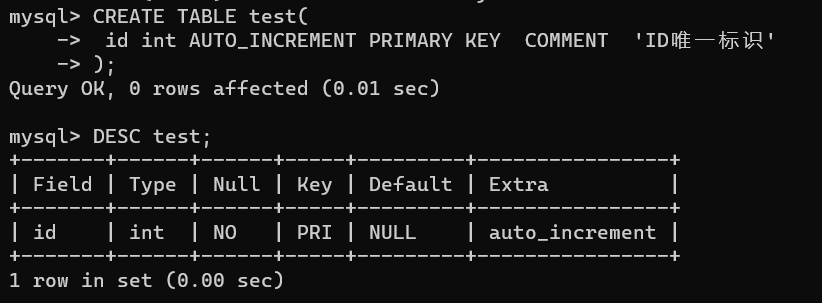 mysql> CREATE TABLE test(
    ->  id int AUTO_INCREMENT PRIMARY KEY  COMMENT  'ID唯一标识'
    -> );
Query OK, 0 rows affected (0.01 sec)

mysql> DESC test;
+-------+------+------+-----+---------+----------------+
| Field | Type | Null | Key | Default | Extra          |
+-------+------+------+-----+---------+----------------+
| id    | int  | NO   | PRI | NULL    | auto_increment |
+-------+------+------+-----+---------+----------------+
1 row in set (0.00 sec)